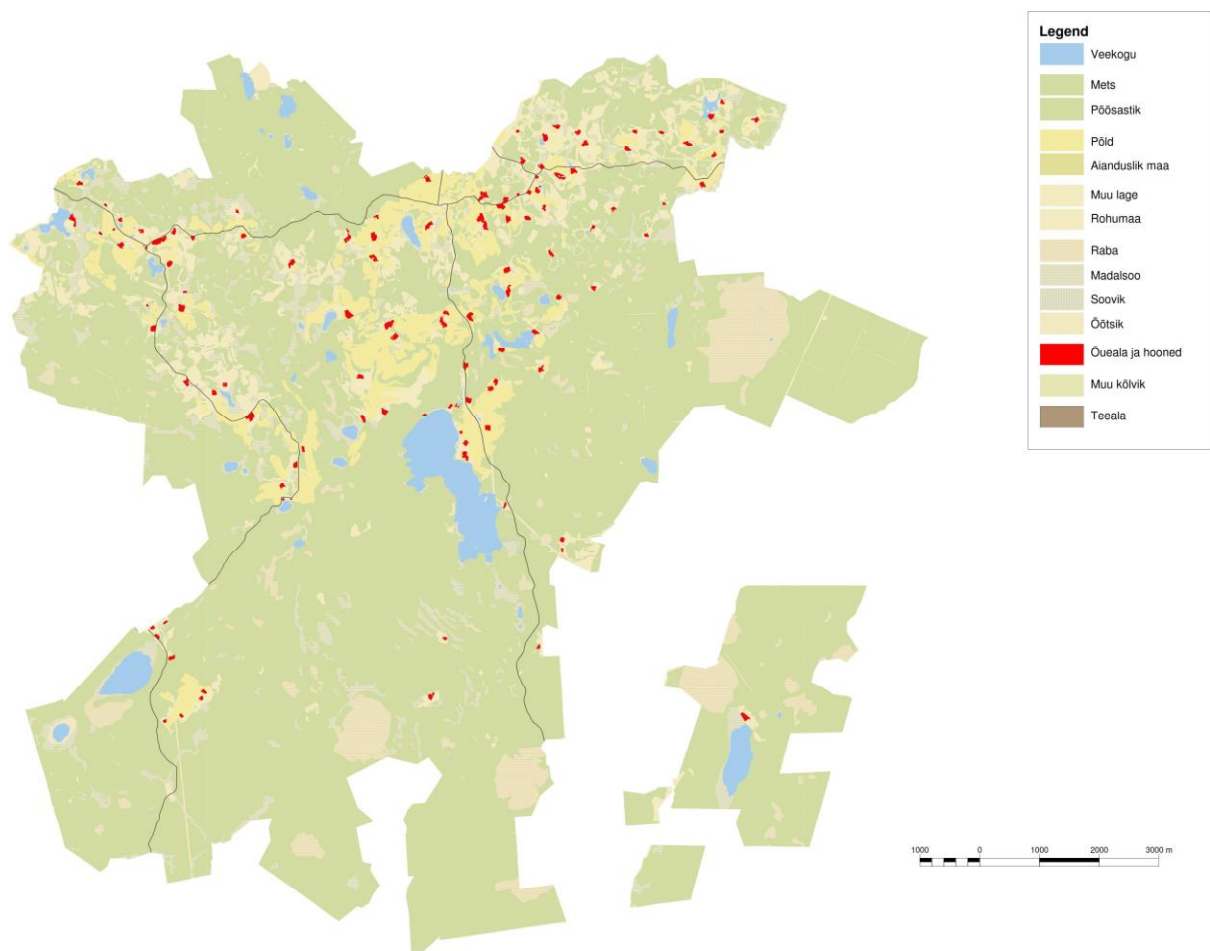 Legend
Veekogu
Mets
Põõsastik
Põld
Aianduslik maa
Muu lage
Rohumaa
Raba
Madalsoo
Soovik
Õõtsik
Õueala ja hooned
Muu kõlvik
Teeala
1000 0 1000 2000 3000 m